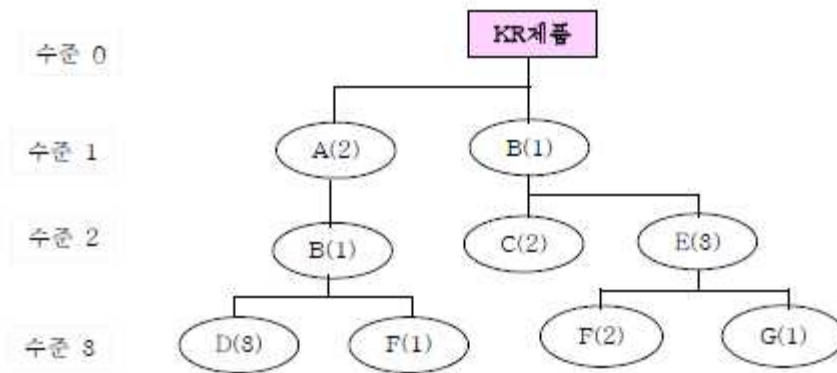 KR제품
수준 0
수준 1
A(2)
B(1)
수준 2
B(1)
C(2)
E(3)
수준 3
D(3)
F(1)
F(2)
G(1)